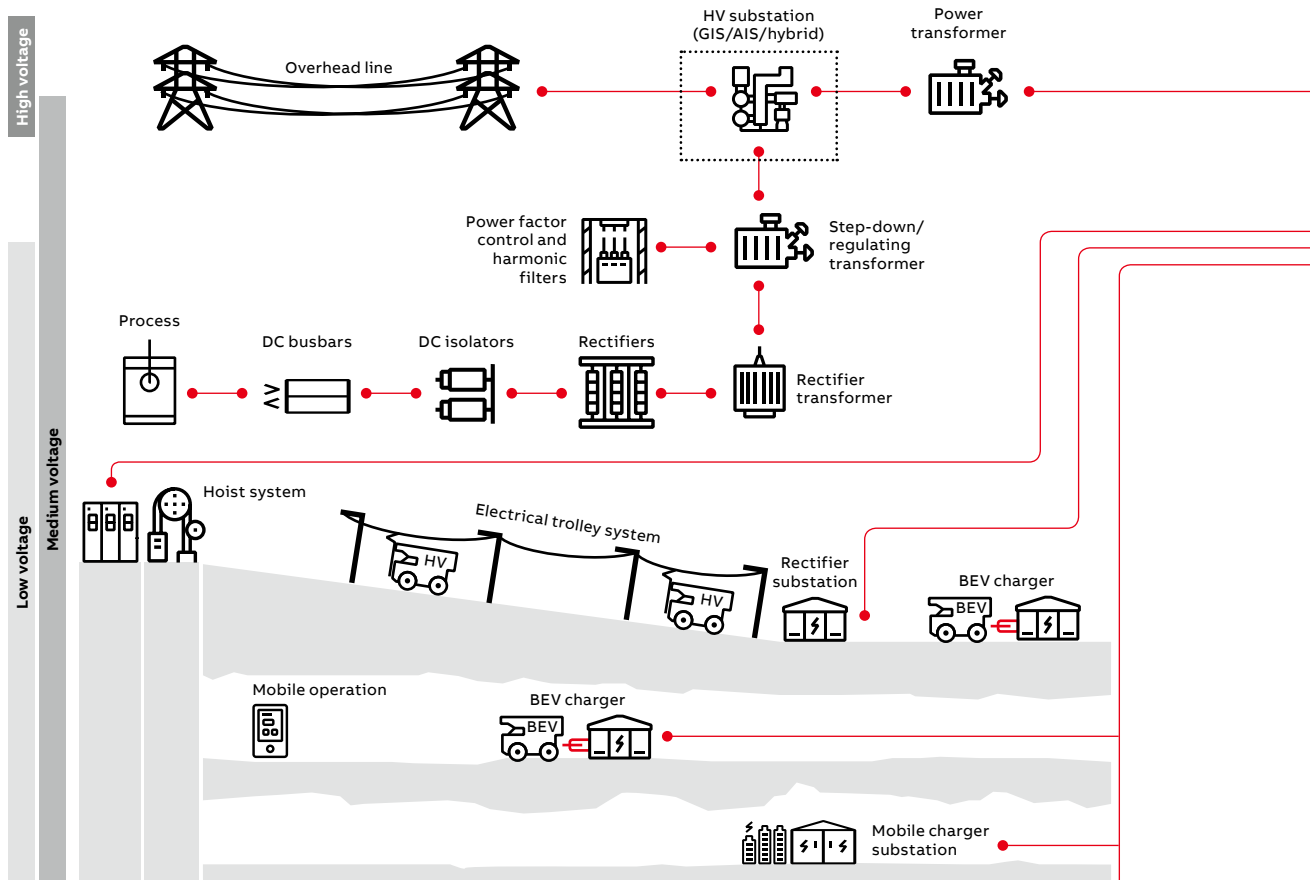 High voltage
Medium voltage
Low voltage
Overhead line
HV substation
(GIS/AIS/hybrid)
Power
transformer
Power factor
control and
harmonic
filters
Step-down/
regulating
transformer
Process
DC busbars
DC isolators
Rectifiers
Rectifier
transformer
Hoist system
Electrical trolley system
HV
HV
Rectifier
substation
BEV charger
BEV
Mobile operation
BEV charger
BEV
Mobile charger
substation